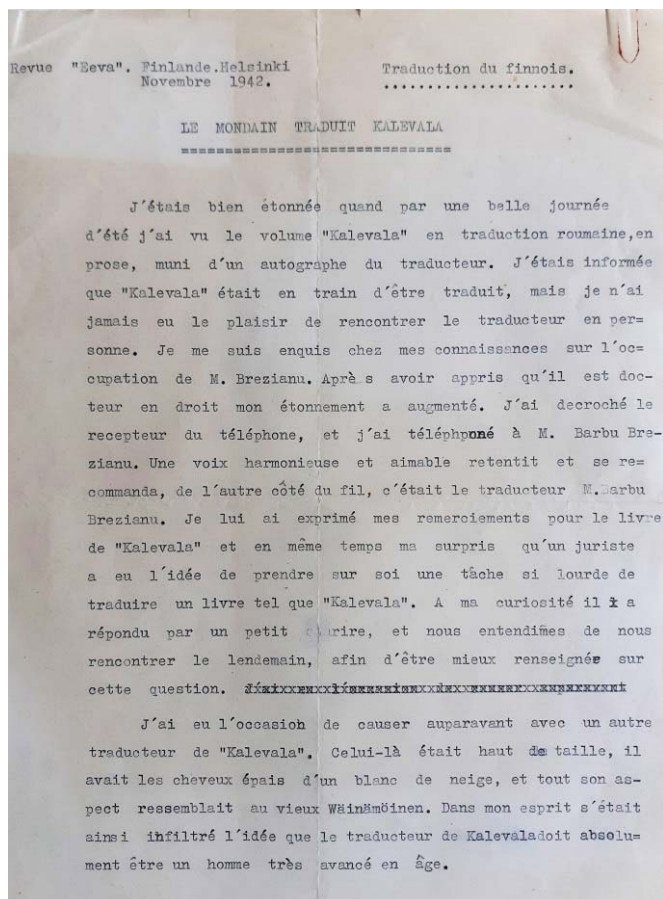 Revue "Eeva". Finlande.Helsinki
Traduction du finnois.
Novembre 1942.
......................
LE MONDAIN TRADUIT KALEVALA
==============================
J´étais bien étonnée quand par une belle journée
d´été j´ai vu le volume "Kalevala" en traduction roumaine,en
prose, muni d´un autographe du traducteur. J´étais informée
que "Kalevala" était en train d´être traduit, mais je n´ai
jamais eu le plaisir de rencontrer le traducteur en per=
sonne. Je me suis enquis chez mes connaissances sur l´oc=
cupation de M. Brezianu. Aprè s avoir appris qu´il est doc-
teur en droit mon étonnement a augmenté. J´ai decroché le
recepteur du téléphone, et j´ai téléphponé à M. Barbu Bre-
zianu. Une voix harmonieuse et aimable retentit et se re=
commanda, de l´autre côté du fil, c´était le traducteur M.Barbu
Brezianu. Je lui ai exprimé mes remerciements pour le livre
de "Kalevala" et en même temps ma surpris qu´un juriste
a eu l´idée de prendre sur soi une tâche si lourde de
traduire un livre tel que "Kalevala". A ma curiosité il a
répondu par un petit et nous entendîmes de nous
rencontrer le lendemain, afin d´être mieux renseignée sur
cette question.
J´ai eu l´occasion de causer auparavant avec un autre
traducteur de "Kalevala". Celui-là était haut de taille, il
avait les cheveux épais d´un blanc de neige, et tout son as-
pect ressemblait au vieux Wäinämöinen. Dans mon esprit s´était
ainsi infiltré l´idée que le traducteur de Kalevaladoit absolu=
ment être un homme très avancé en âge.